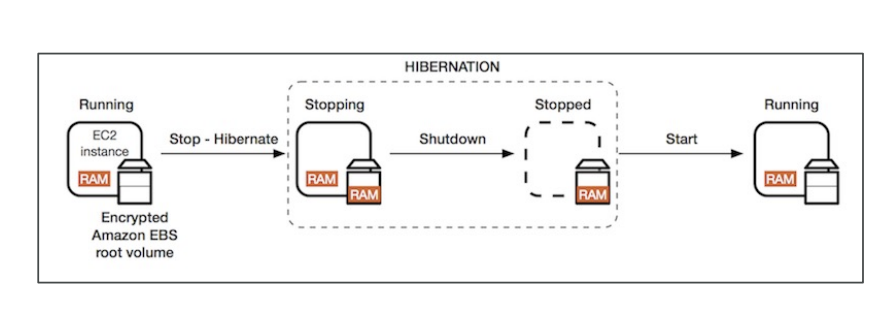 HIBERNATION
Running
Stopping
Stopped
Running
EC2
instance
Stop - Hibernate
Shutdown
Start
RAM
RAM
RAM
RAM
RAM
Encrypted
Amazon EBS
root volume